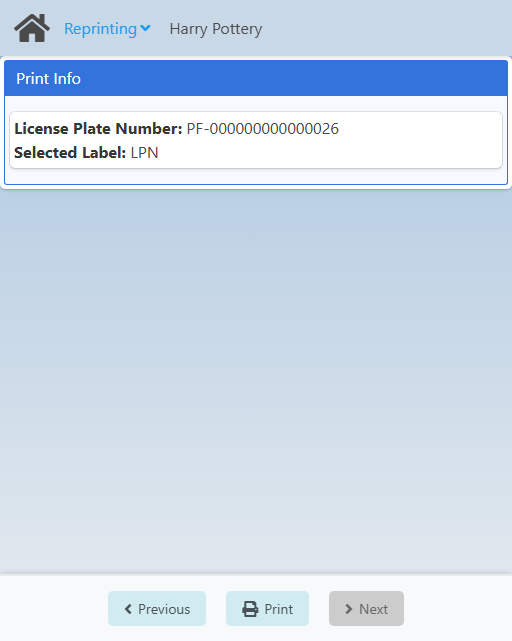 Reprinting Harry Pottery
Print Info
License Plate Number: PF-000000000000026
Selected Label: LPN
Previous Print Next